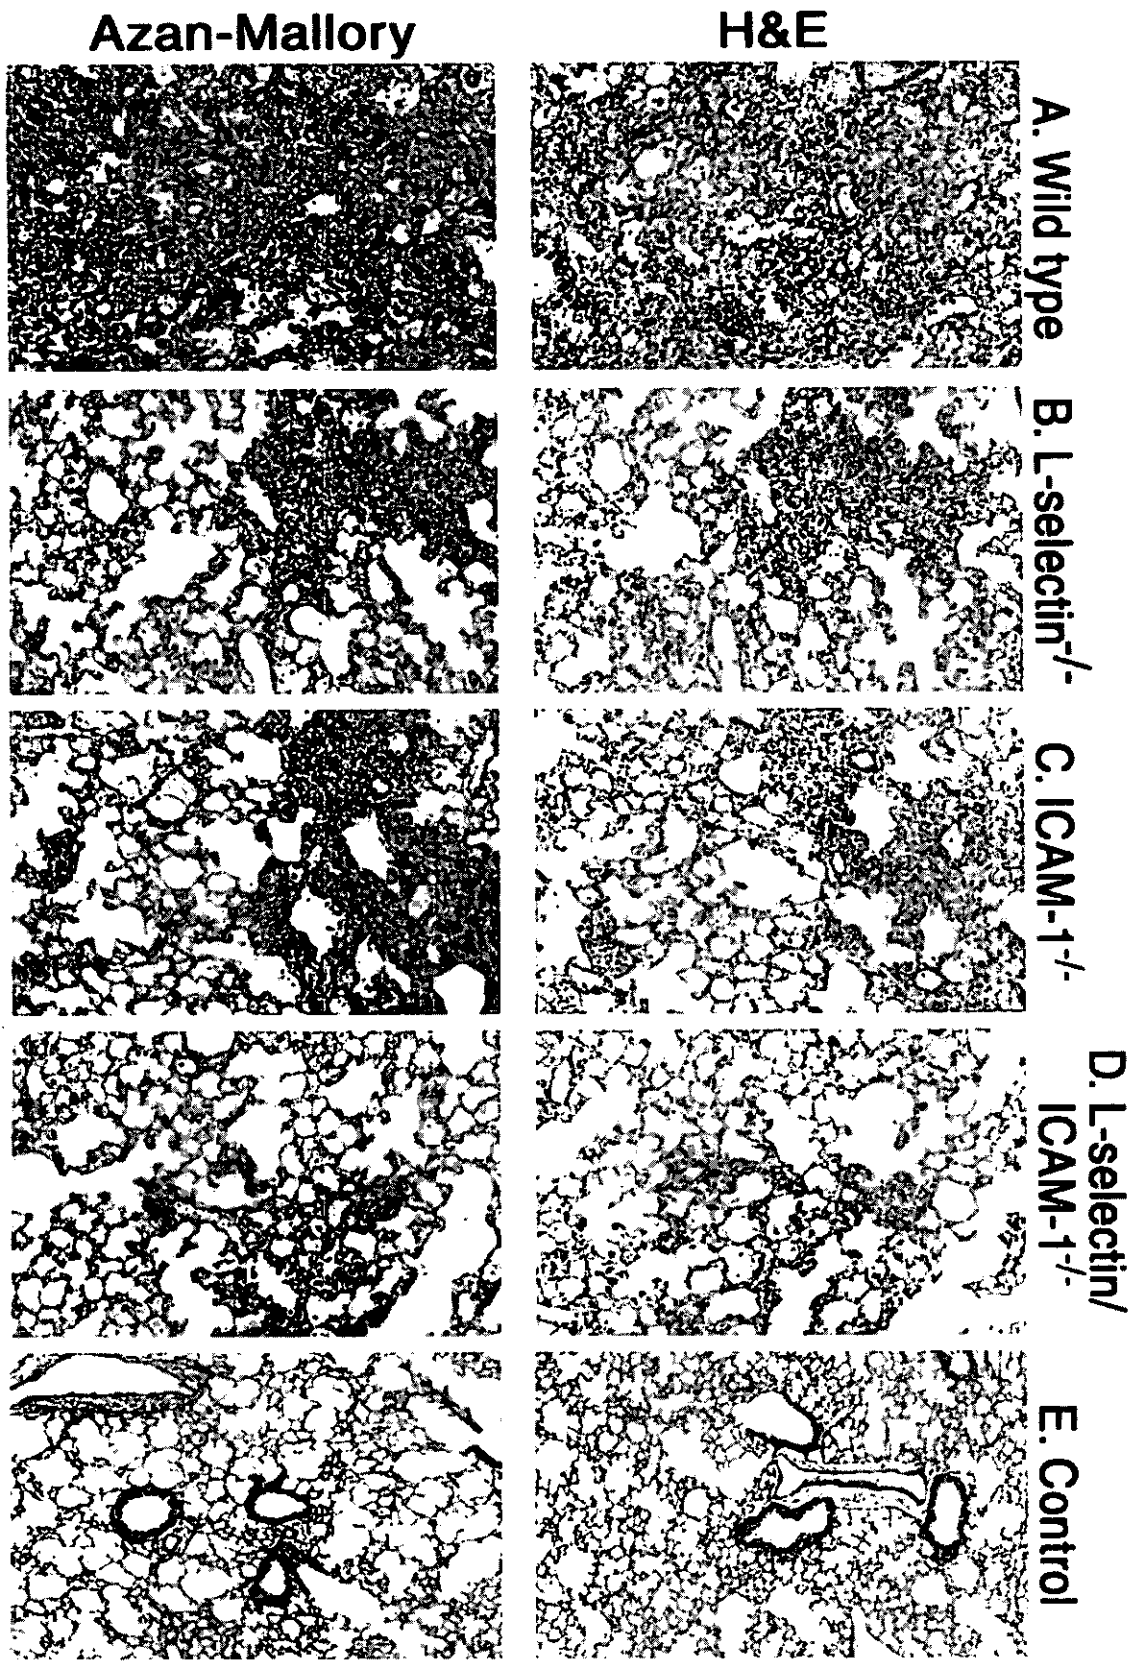 Azan-Mallory
H&E
A. Wild type
B. L-selectin-/-
C. ICAM-1-/-
D. L-selectin/
ICAM-1-/-
E. Control